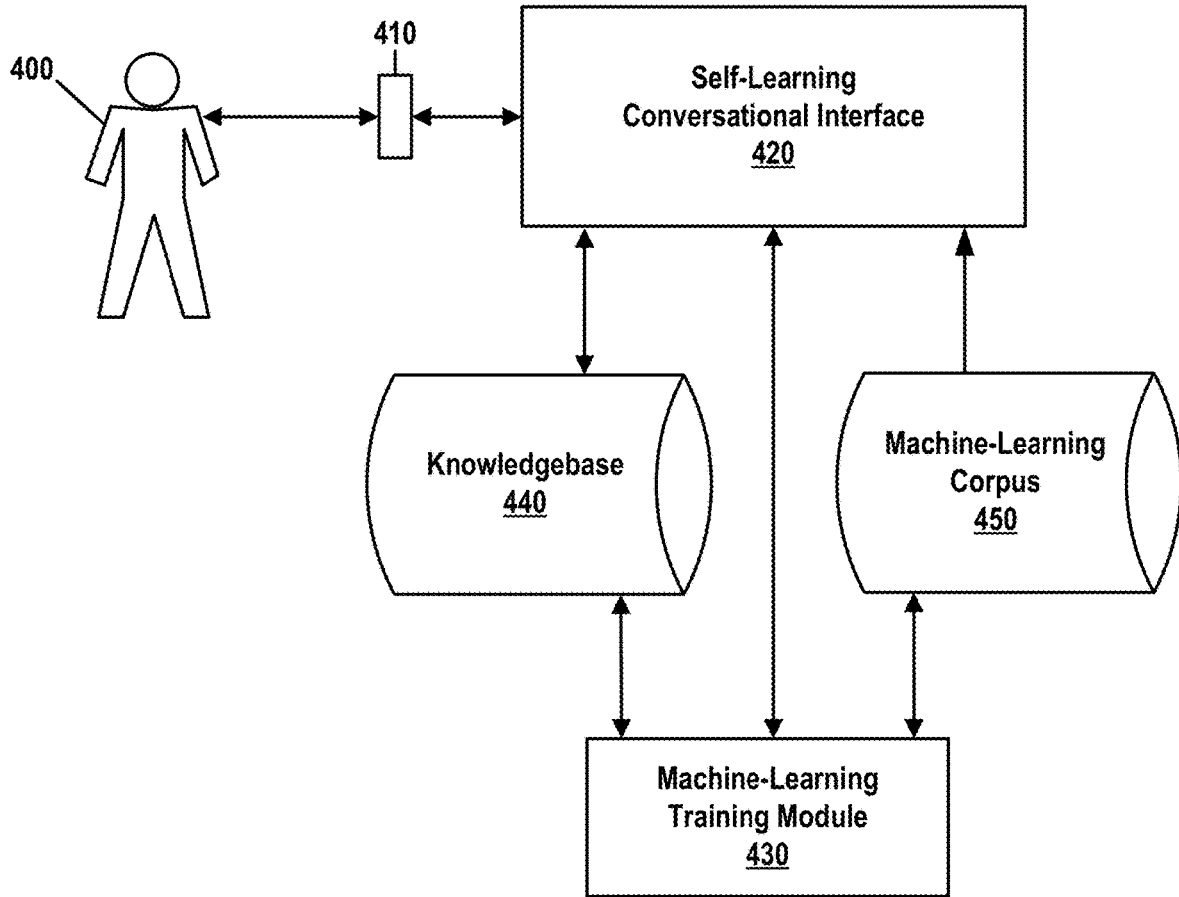 410
400
Self-Learning
Conversational Interface
420
Knowledgebase
440
Machine-Learning
Corpus
450
Machine-Learning
Training Module
430